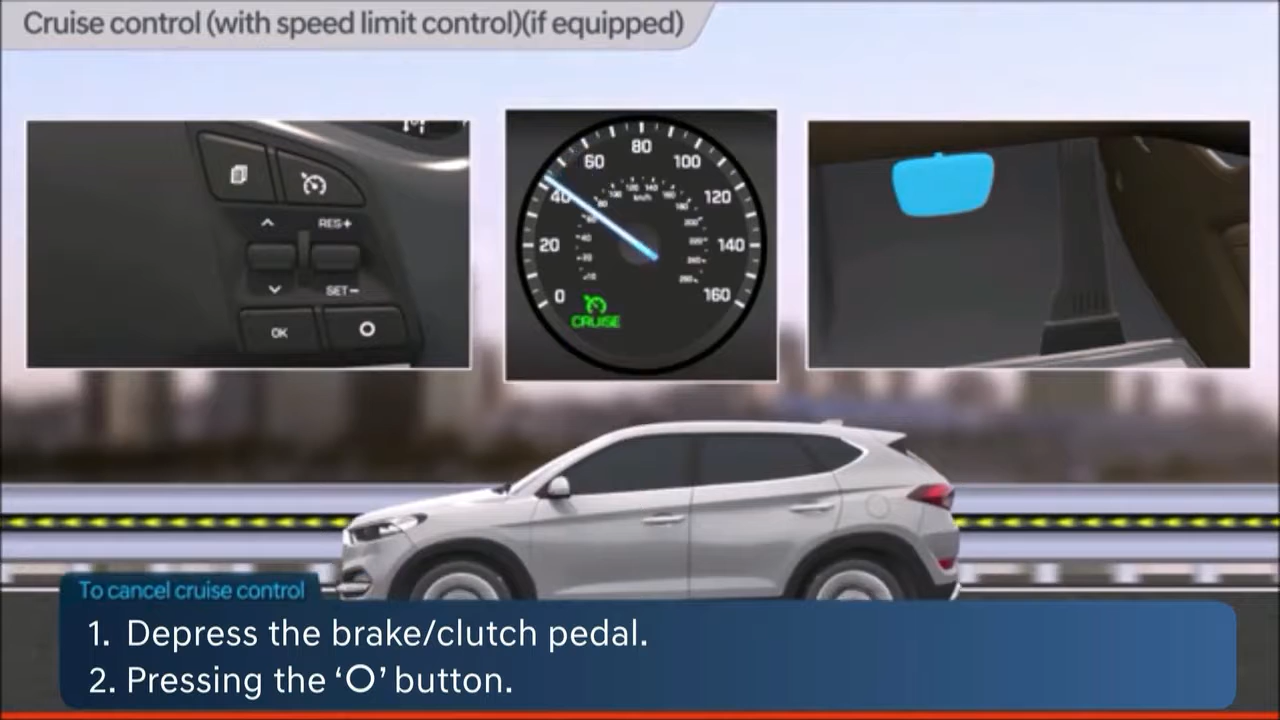 Cruise control (with speed limit control)(if equipped)
RES+
SET-
OK
O
0
20
40
60
80
100
120
140
160
km/h
CRUISE
To cancel cruise control
1. Depress the brake/clutch pedal.
2. Pressing the ‘O’ button.